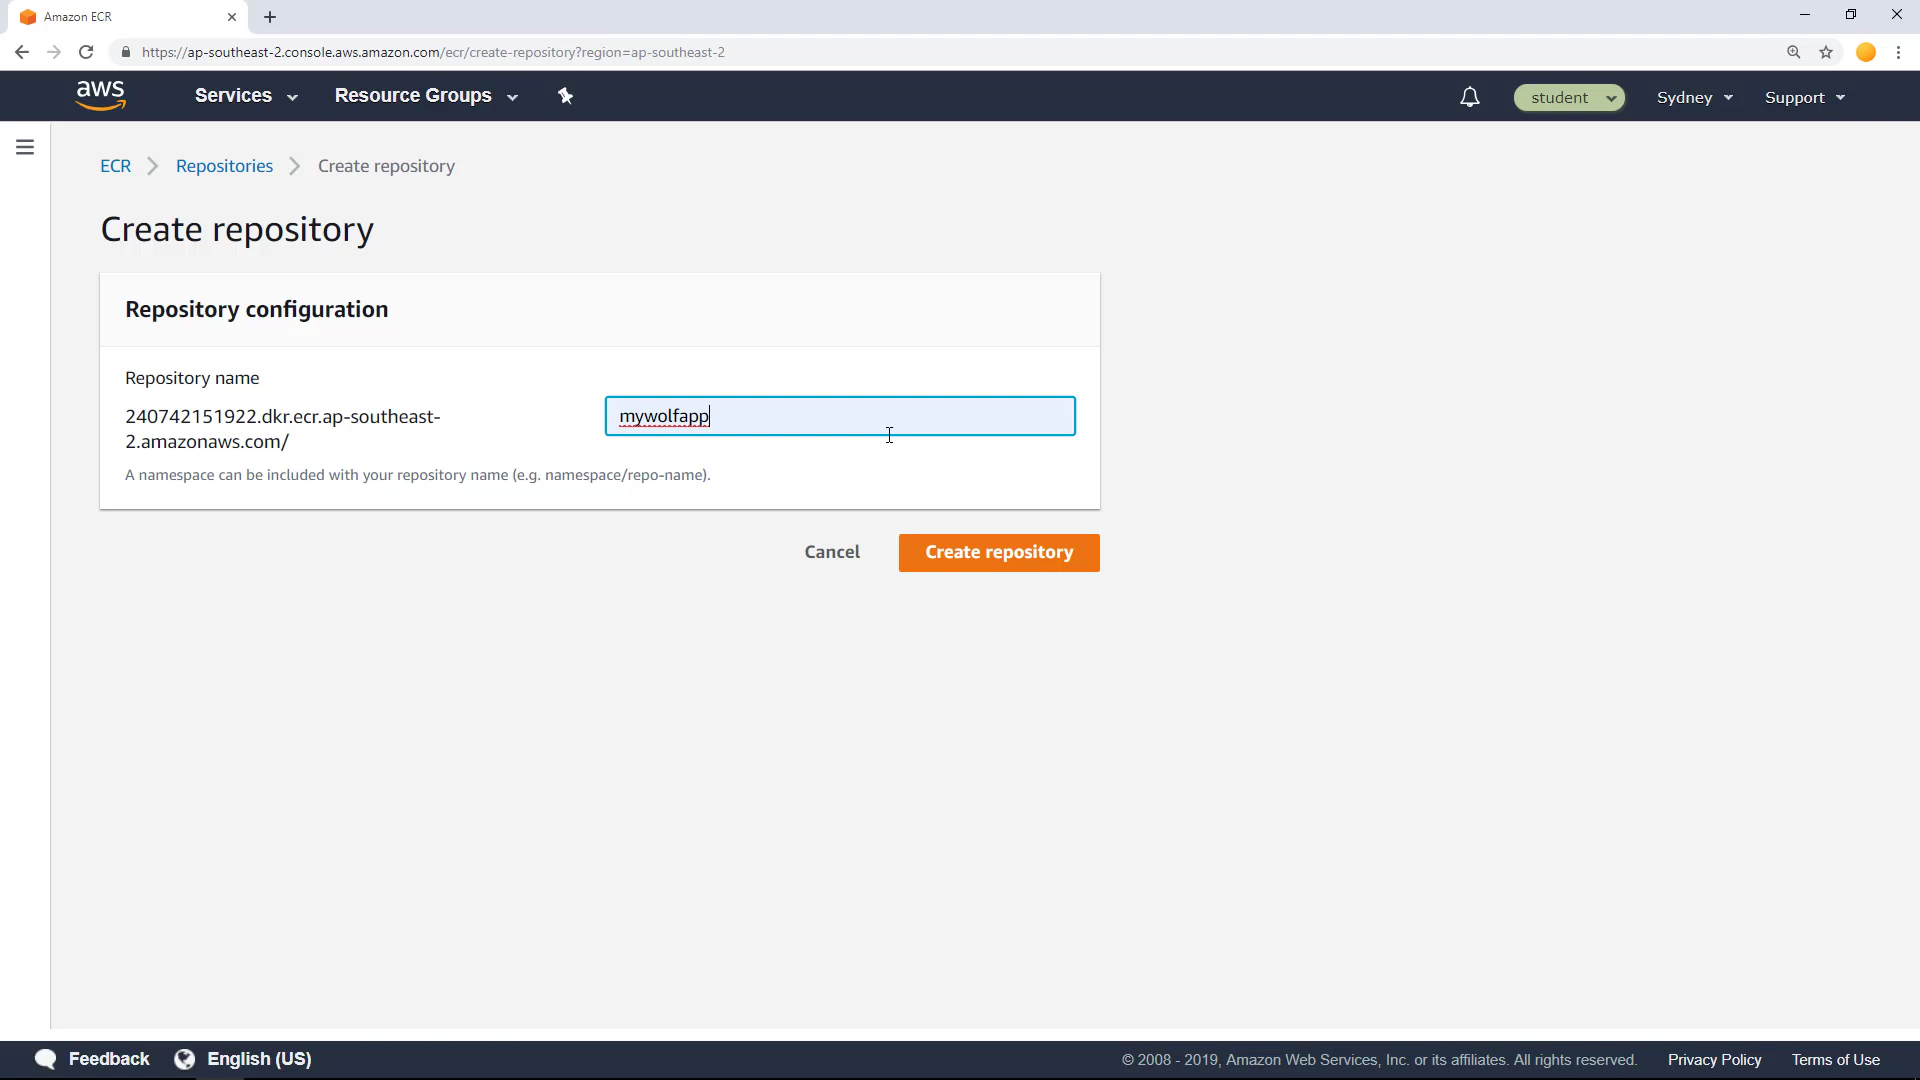 Amazon ECR
https://ap-southeast-2.console.aws.amazon.com/ecr/create-repository?region=ap-southeast-2
aws
Services
Resource Groups
student
Sydney
Support
ECR
Repositories
Create repository
Create repository
Repository configuration
Repository name
240742151922.dkr.ecr.ap-southeast-
2.amazonaws.com/
mywolfapp
A namespace can be included with your repository name (e.g. namespace/repo-name).
Cancel
Create repository
Feedback
English (US)
© 2008 - 2019, Amazon Web Services, Inc. or its affiliates. All rights reserved.
Privacy Policy
Terms of Use